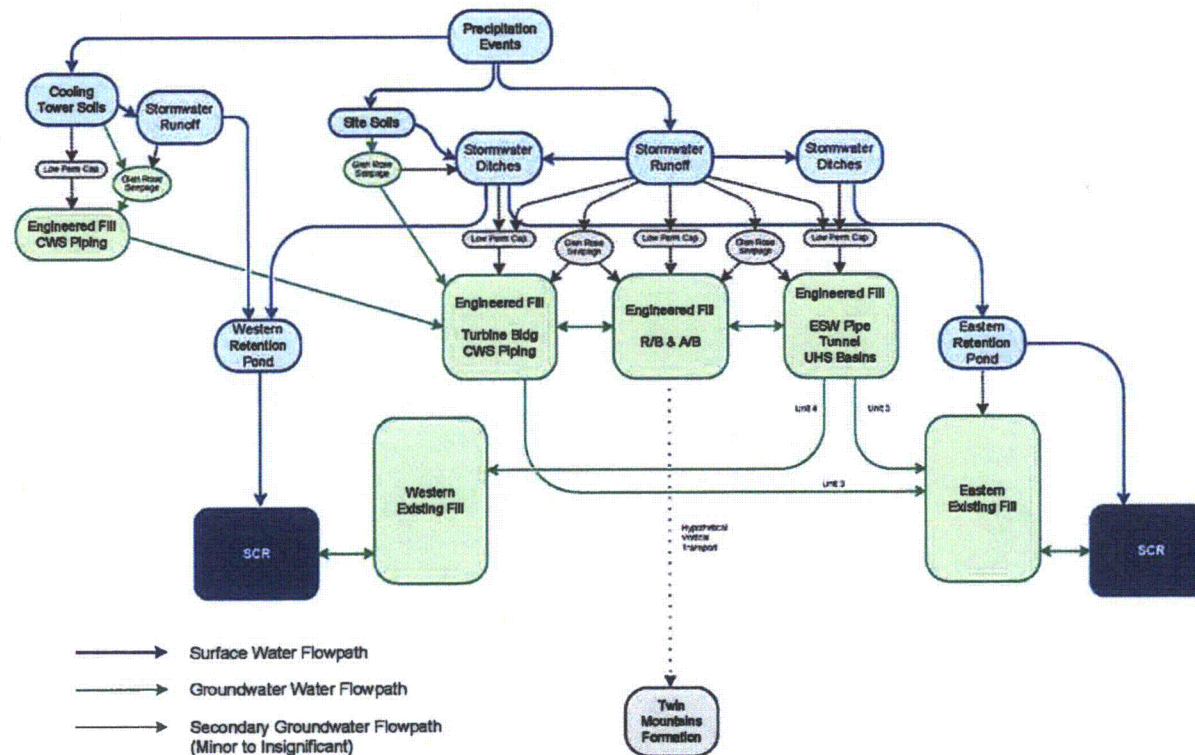 Precipitation
Events
Cooling
Tower Soils
Stormwater
Runoff
Site Soils
Stormwater
Ditches
Stormwater
Runoff
Stormwater
Ditches
Low Perm Cap
Glen Rose
Seepage
Glen Rose
Seepage
Engineered Fill
CWS Piping
Low Perm Cap
Glen Rose
Seepage
Low Perm Cap
Glen Rose
Seepage
Low Perm Cap
Engineered Fill
Turbine Bldg
CWS Piping
Engineered Fill
R/B & A/B
Engineered Fill
ESW Pipe
Tunnel
UHS Basins
Western
Retention
Pond
Eastern
Retention
Pond
Unit 4
Unit 3
Western
Existing Fill
Unit 3
Eastern
Existing Fill
SCR
Hypothetical
Vertical
Transport
SCR
Surface Water Flowpath
Groundwater Water Flowpath
Secondary Groundwater Flowpath
(Minor to Insignificant)
Twin
Mountains
Formation